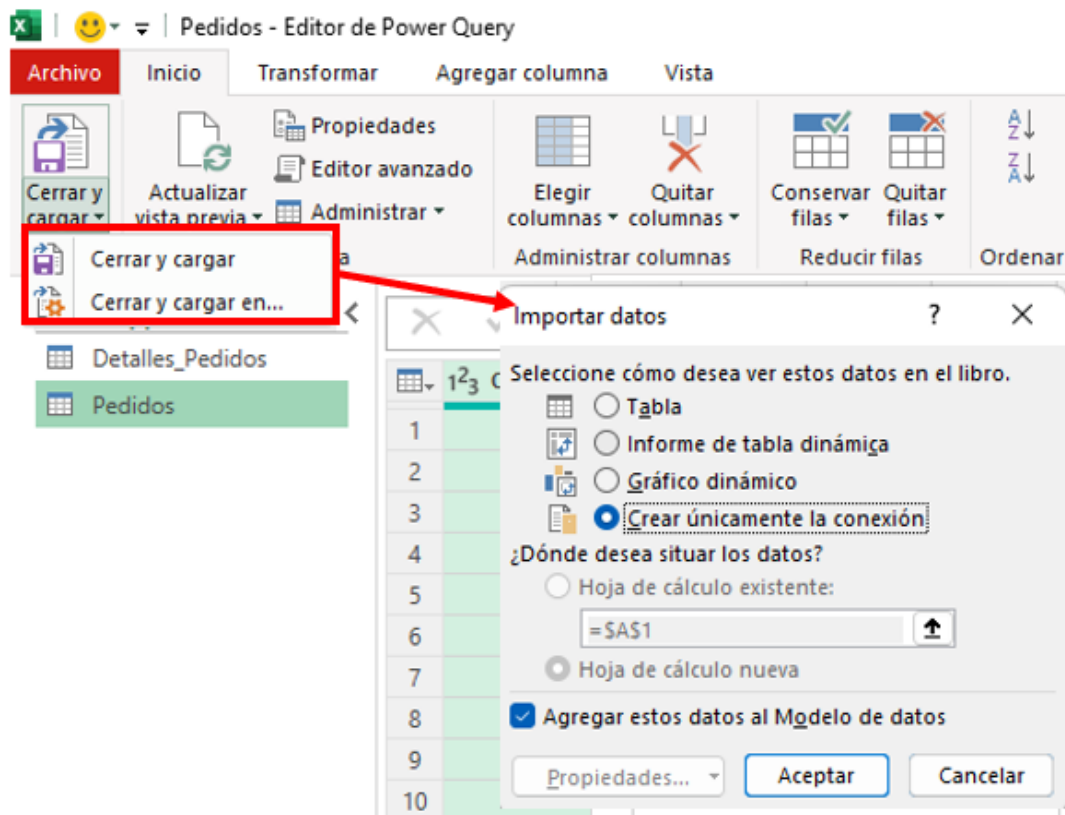 Pedidos - Editor de Power Query
Archivo Inicio Transformar Agregar columna Vista
Cerrar y cargar
Actualizar vista previa
Propiedades
Editor avanzado
Administrar
Elegir columnas
Quitar columnas
Administrar columnas
Conservar filas
Quitar filas
Reducir filas
A
Z
Z
A
Ordenar
Cerrar y cargar
Cerrar y cargar en...
Detalles_Pedidos
Pedidos
1 2 3
1
2
3
4
5
6
7
8
9
10
Importar datos ?
Seleccione cómo desea ver estos datos en el libro.
Tabla
Informe de tabla dinámica
Gráfico dinámico
Crear únicamente la conexión
¿Dónde desea situar los datos?
Hoja de cálculo existente:
=$A$1
Hoja de cálculo nueva
Agregar estos datos al Modelo de datos
Propiedades... Aceptar Cancelar